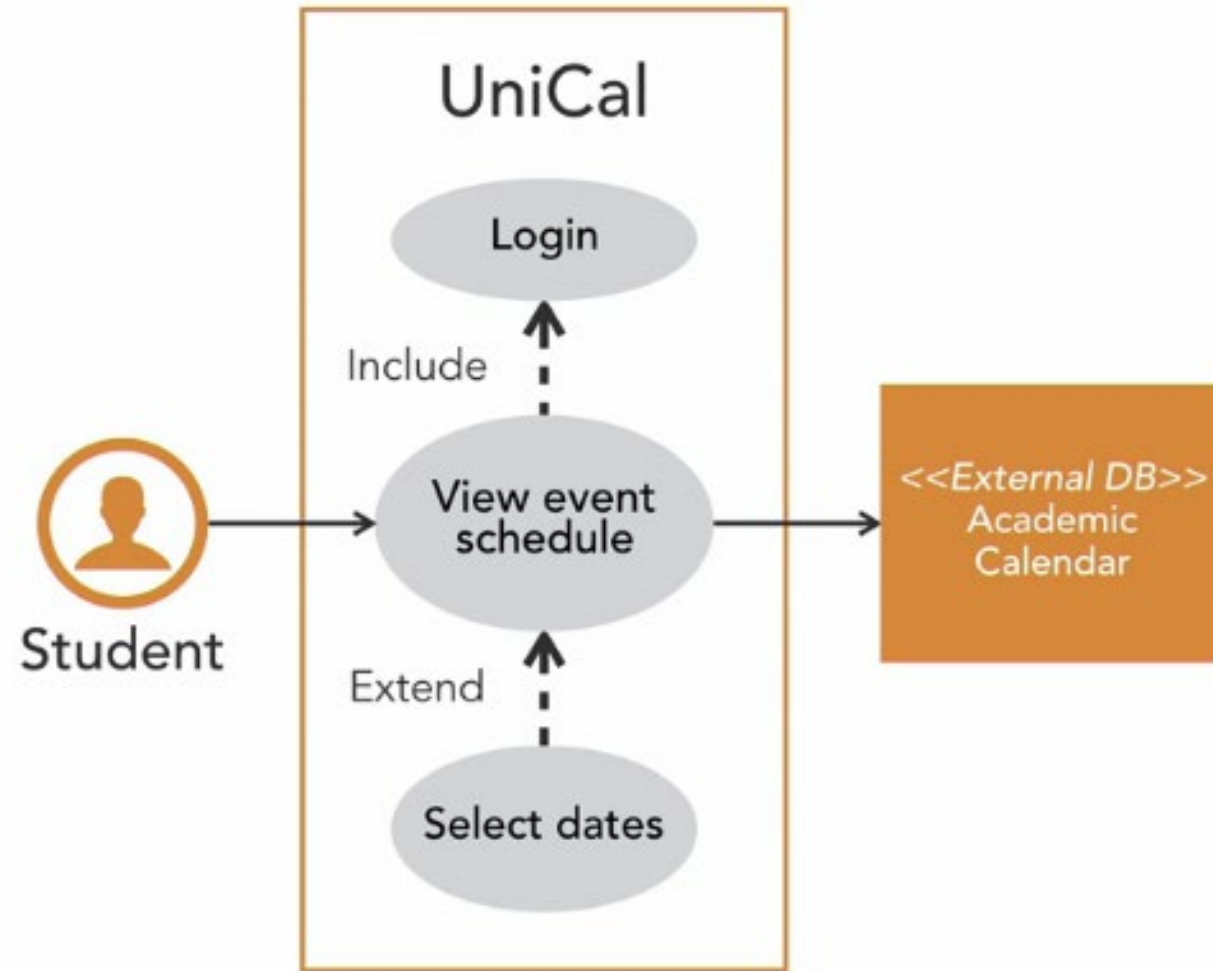 UniCal
Login
Include
View event
schedule
Student
<<External DB>>
Academic
Calendar
Extend
Select dates